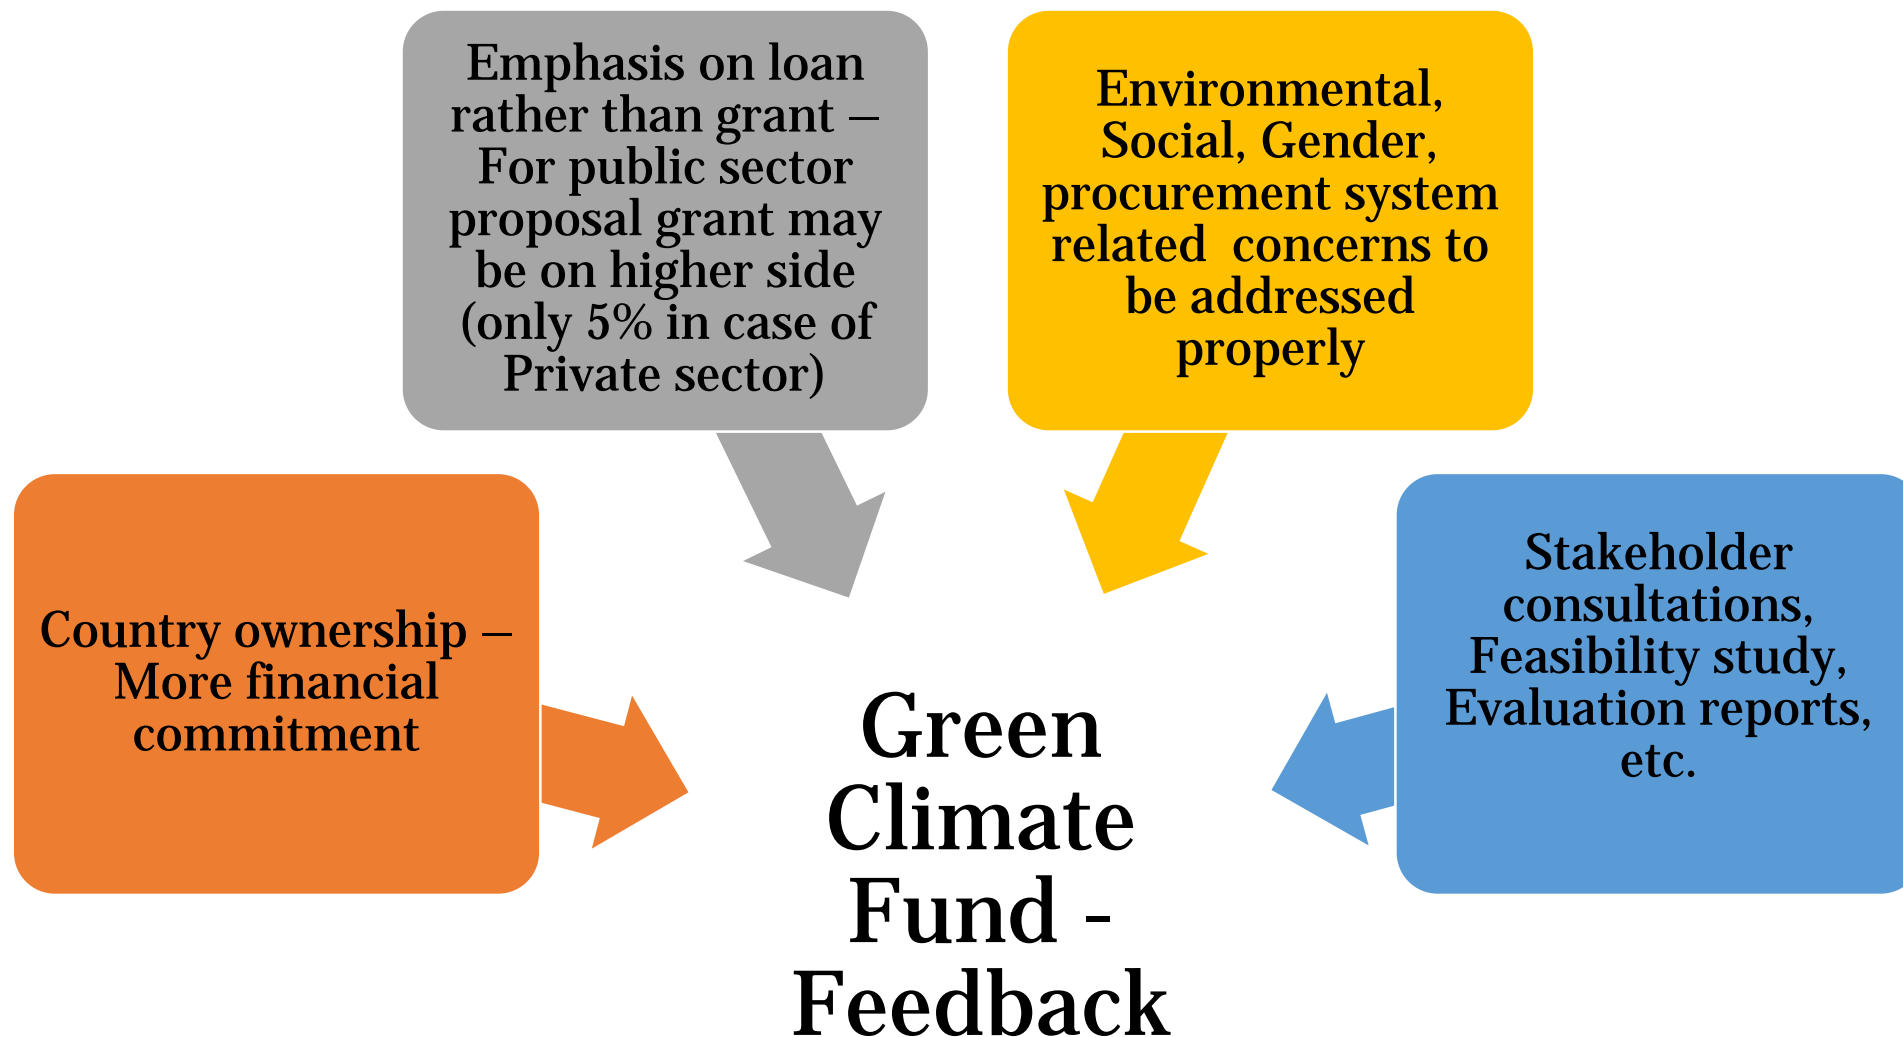 Emphasis on loan
rather than grant –
For public sector
proposal grant may
be on higher side
(only 5% in case of
Private sector)
Environmental,
Social, Gender,
procurement system
related  concerns to
be addressed
properly
Country ownership –
More financial
commitment
Stakeholder
consultations,
Feasibility study,
Evaluation reports,
etc.
Green
Climate
Fund -
Feedback